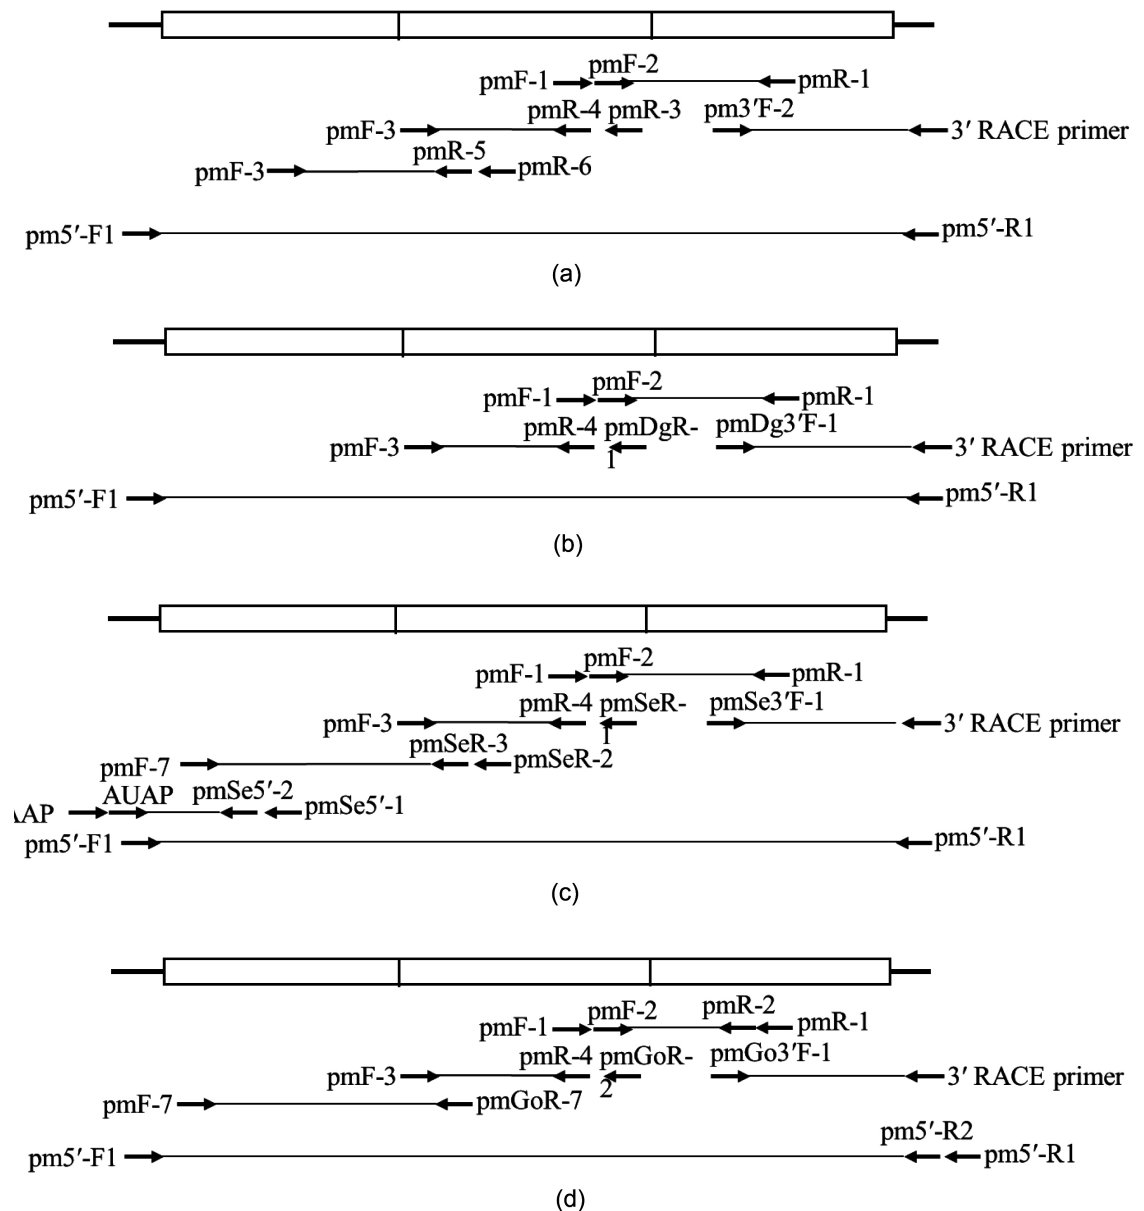 pmF-1 pmF-2 pmR-1
pmF-3 pmR-4 pmR-3 pm3′F-2 3′ RACE primer
pmF-3 pmR-5 pmR-6
pm5′-F1 pm5′-R1
(a)
pmF-1 pmF-2 pmR-1
pmF-3 pmR-4 pmDgR-1 pmDg3′F-1 3′ RACE primer
pm5′-F1 pm5′-R1
(b)
pmF-1 pmF-2 pmR-1
pmF-3 pmR-4 pmSeR-1 pmSe3′F-1 3′ RACE primer
pmF-7 pmSeR-3 pmSeR-2
AUAP pmSe5′-2 pmSe5′-1
pm5′-F1 pm5′-R1
(c)
pmF-1 pmF-2 pmR-2 pmR-1
pmF-3 pmR-4 pmGoR-2 pmGo3′F-1 3′ RACE primer
pmF-7 pmGoR-7
pm5′-F1 pm5′-R2 pm5′-R1
(d)